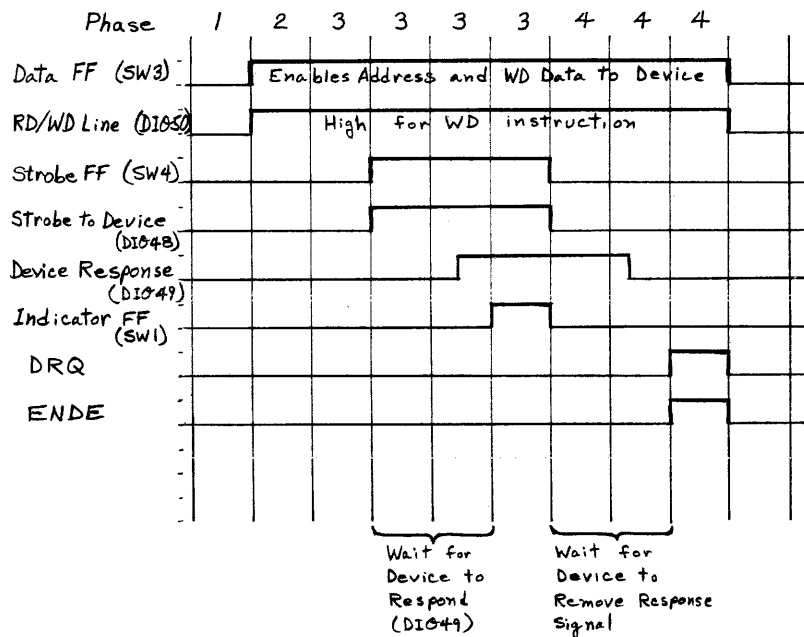 Phase 1 2 3 3 3 3 4 4 4
Data FF (SW3)
Enables Address and WD Data to Device
RD/WD Line (DIO50)
High for WD instruction
Strobe FF (SW4)
Strobe to Device
(DIO48)
Device Response
(DIO49)
Indicator FF
(SW1)
DRQ
ENDE
Wait for
Device to
Respond
(DIO49)
Wait for
Device to
Remove Response
Signal